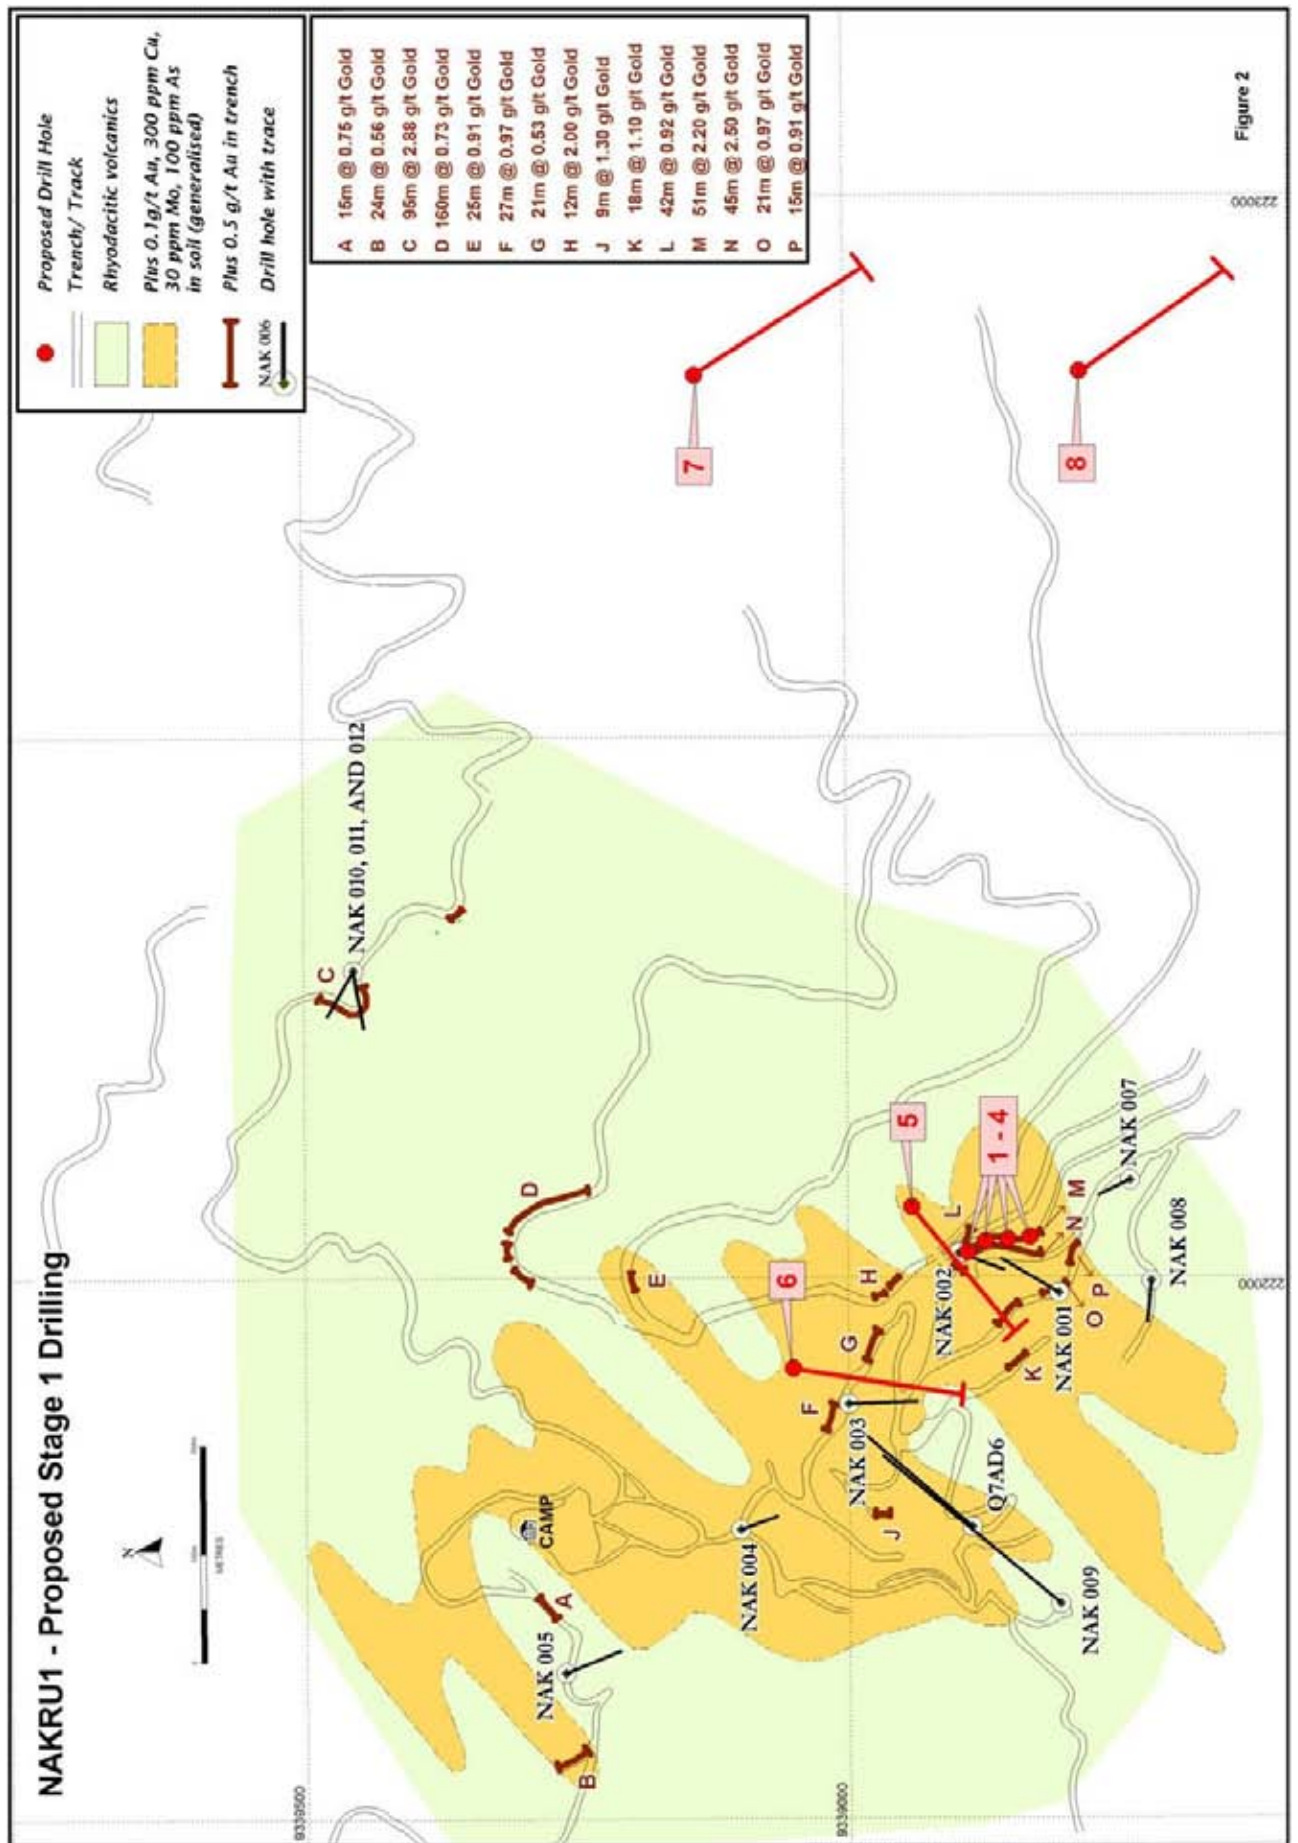 NAKRU1 - Proposed Stage 1 Drilling
N
METRES
Proposed Drill Hole
Trench/ Track
Rhyodacitic volcanics
Plus 0.1g/t Au, 300 ppm Cu,
30 ppm Mo, 100 ppm As
in soil (generalised)
Plus 0.5 g/t Au in trench
NAK 006
Drill hole with trace
A 15m @ 0.75 g/t Gold
B 24m @ 0.56 g/t Gold
C 95m @ 2.88 g/t Gold
D 160m @ 0.73 g/t Gold
E 25m @ 0.91 g/t Gold
F 27m @ 0.97 g/t Gold
G 21m @ 0.53 g/t Gold
H 12m @ 2.00 g/t Gold
J 9m @ 1.30 g/t Gold
K 18m @ 1.10 g/t Gold
L 42m @ 0.92 g/t Gold
M 51m @ 2.20 g/t Gold
N 45m @ 2.50 g/t Gold
O 21m @ 0.97 g/t Gold
P 15m @ 0.91 g/t Gold
9339500
C
NAK 010, 011, AND 012
D
CAMP
A
NAK 005
B
E
7
6
H
G
F
NAK 004
NAK 003
J
9339000
5
L
1 - 4
NAK 002
M
N
NAK 001
O
P
K
Q7AD6
NAK 009
NAK 007
NAK 008
8
222000
223000
Figure 2